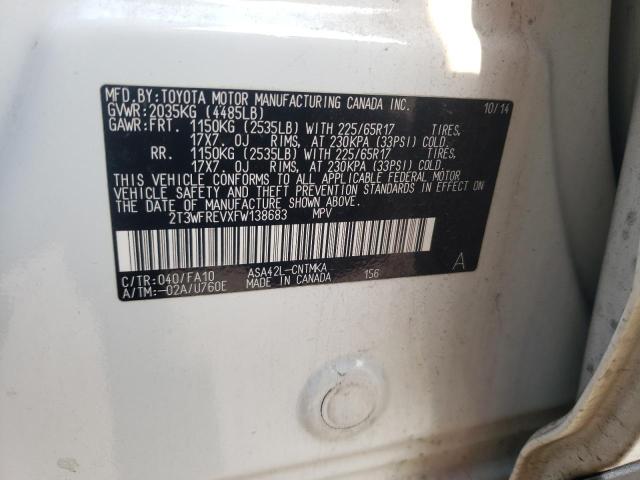 MFD. BY: TOYOTA MOTOR MANUFACTURING CANADA INC. 10/14
GVWR: 2035KG (4485LB)
GAWR: FRT. 1150KG (2535LB) WITH 225/65R17 TIRES,
17X7. 0J RIMS, AT 230KPA (33PSI) COLD.
RR. 1150KG (2535LB) WITH 225/65R17 TIRES,
17X7. 0J RIMS, AT 230KPA (33PSI) COLD.
THIS VEHICLE CONFORMS TO ALL APPLICABLE FEDERAL MOTOR
VEHICLE SAFETY AND THEFT PREVENTION STANDARDS IN EFFECT ON
THE DATE OF MANUFACTURE SHOWN ABOVE.
2T3WFREVXFW138683 MPV
C/TR: 040/FA10 ASA42L-CNTMKA 156 A
A/TM: -02A/U760E MADE IN CANADA